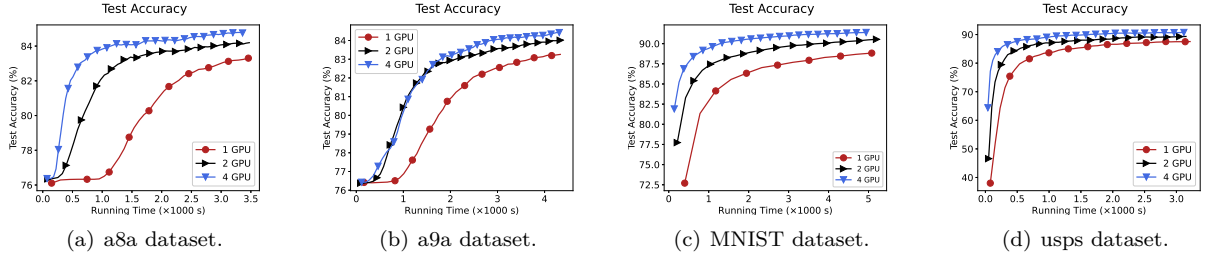 Test Accuracy
Test Accuracy (%)
84
82
80
78
76
0.0 0.5 1.0 1.5 2.0 2.5 3.0 3.5
Running Time (×1000 s)
1 GPU
2 GPU
4 GPU
(a) a8a dataset.
Test Accuracy
Test Accuracy (%)
84
83
82
81
80
79
78
77
76
0 1 2 3 4
Running Time (×1000 s)
1 GPU
2 GPU
4 GPU
(b) a9a dataset.
Test Accuracy
Test Accuracy (%)
90.0
87.5
85.0
82.5
80.0
77.5
75.0
72.5
0 1 2 3 4 5
Running Time (×1000 s)
1 GPU
2 GPU
4 GPU
(c) MNIST dataset.
Test Accuracy
Test Accuracy (%)
90
80
70
60
50
40
0.0 0.5 1.0 1.5 2.0 2.5 3.0
Running Time (×1000 s)
1 GPU
2 GPU
4 GPU
(d) usps dataset.